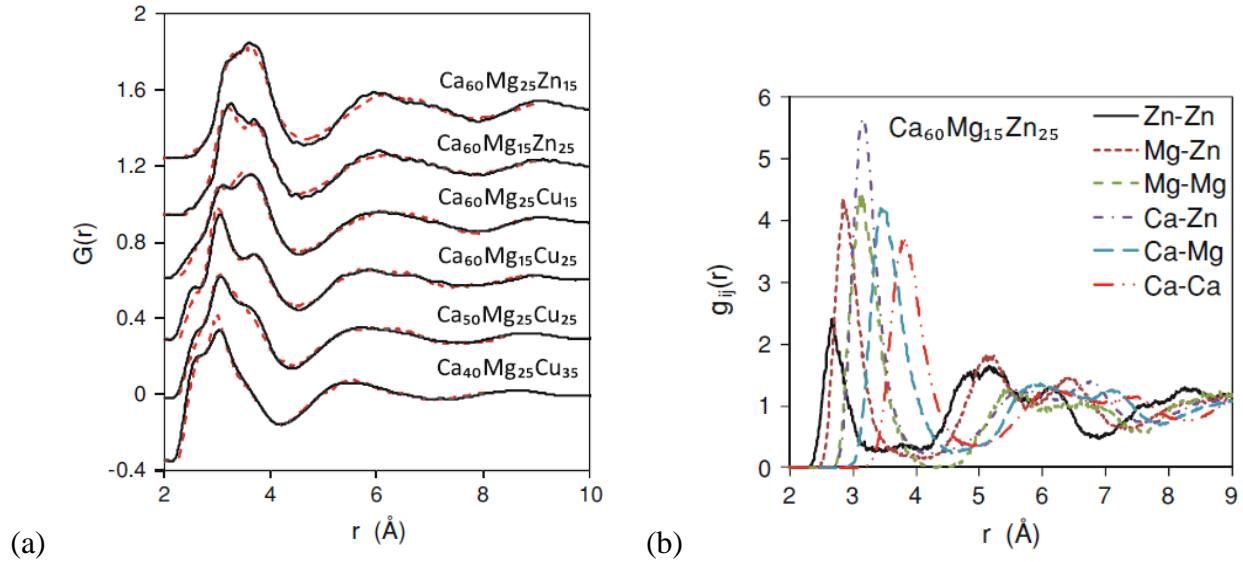 2
1.6
1.2
0.8
0.4
0
-0.4
G(r)
Ca₆₀Mg₂₅Zn₁₅
Ca₆₀Mg₁₅Zn₂₅
Ca₆₀Mg₂₅Cu₁₅
Ca₆₀Mg₁₅Cu₂₅
Ca₅₀Mg₂₅Cu₂₅
Ca₄₀Mg₂₅Cu₃₅
2 4 6 8 10
r (Å)
(a)
6
5
4
3
2
1
0
gᵢⱼ(r)
Ca₆₀Mg₁₅Zn₂₅
Zn-Zn
Mg-Zn
Mg-Mg
Ca-Zn
Ca-Mg
Ca-Ca
2 3 4 5 6 7 8 9
r (Å)
(b)